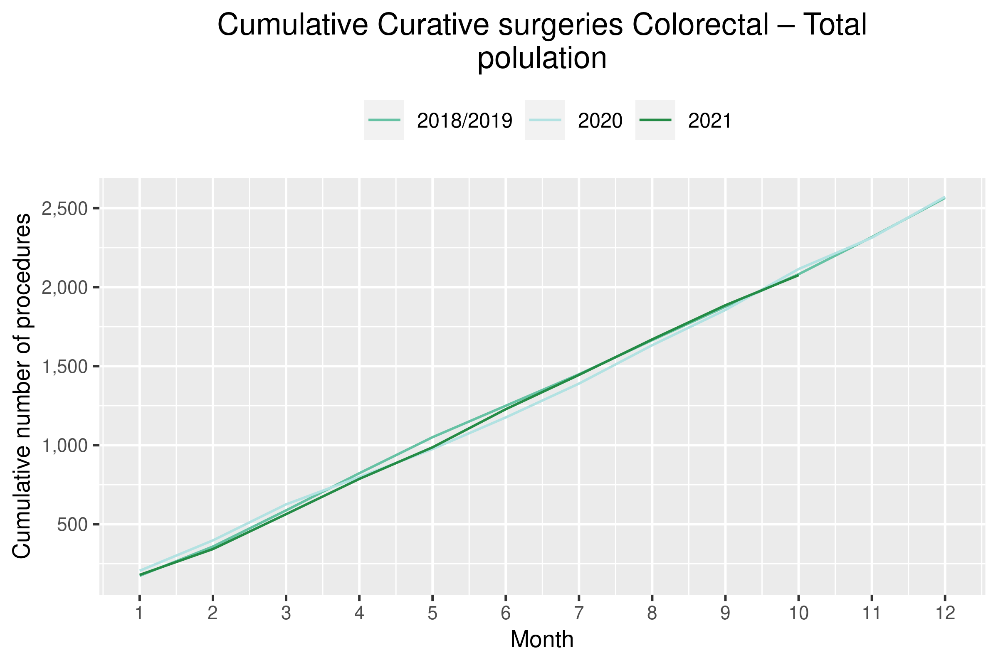 Cumulative Curative surgeries Colorectal – Total
polulation
2018/2019 2020 2021
Cumulative number of procedures
2,500
2,000
1,500
1,000
500
1 2 3 4 5 6 7 8 9 10 11 12
Month